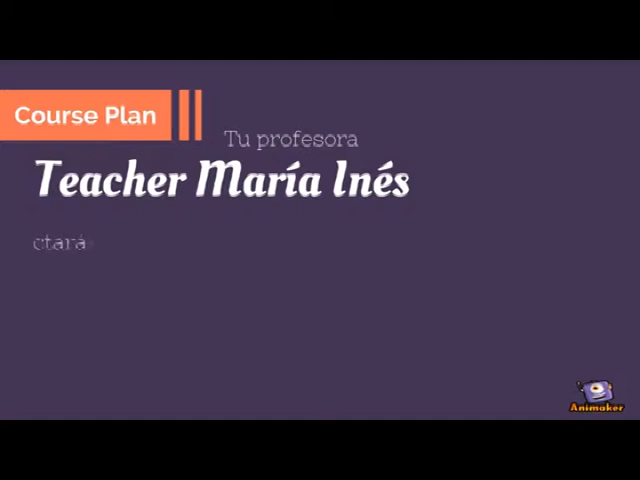 Course Plan
Tu profesora
Teacher María Inés
ctará
Animaker